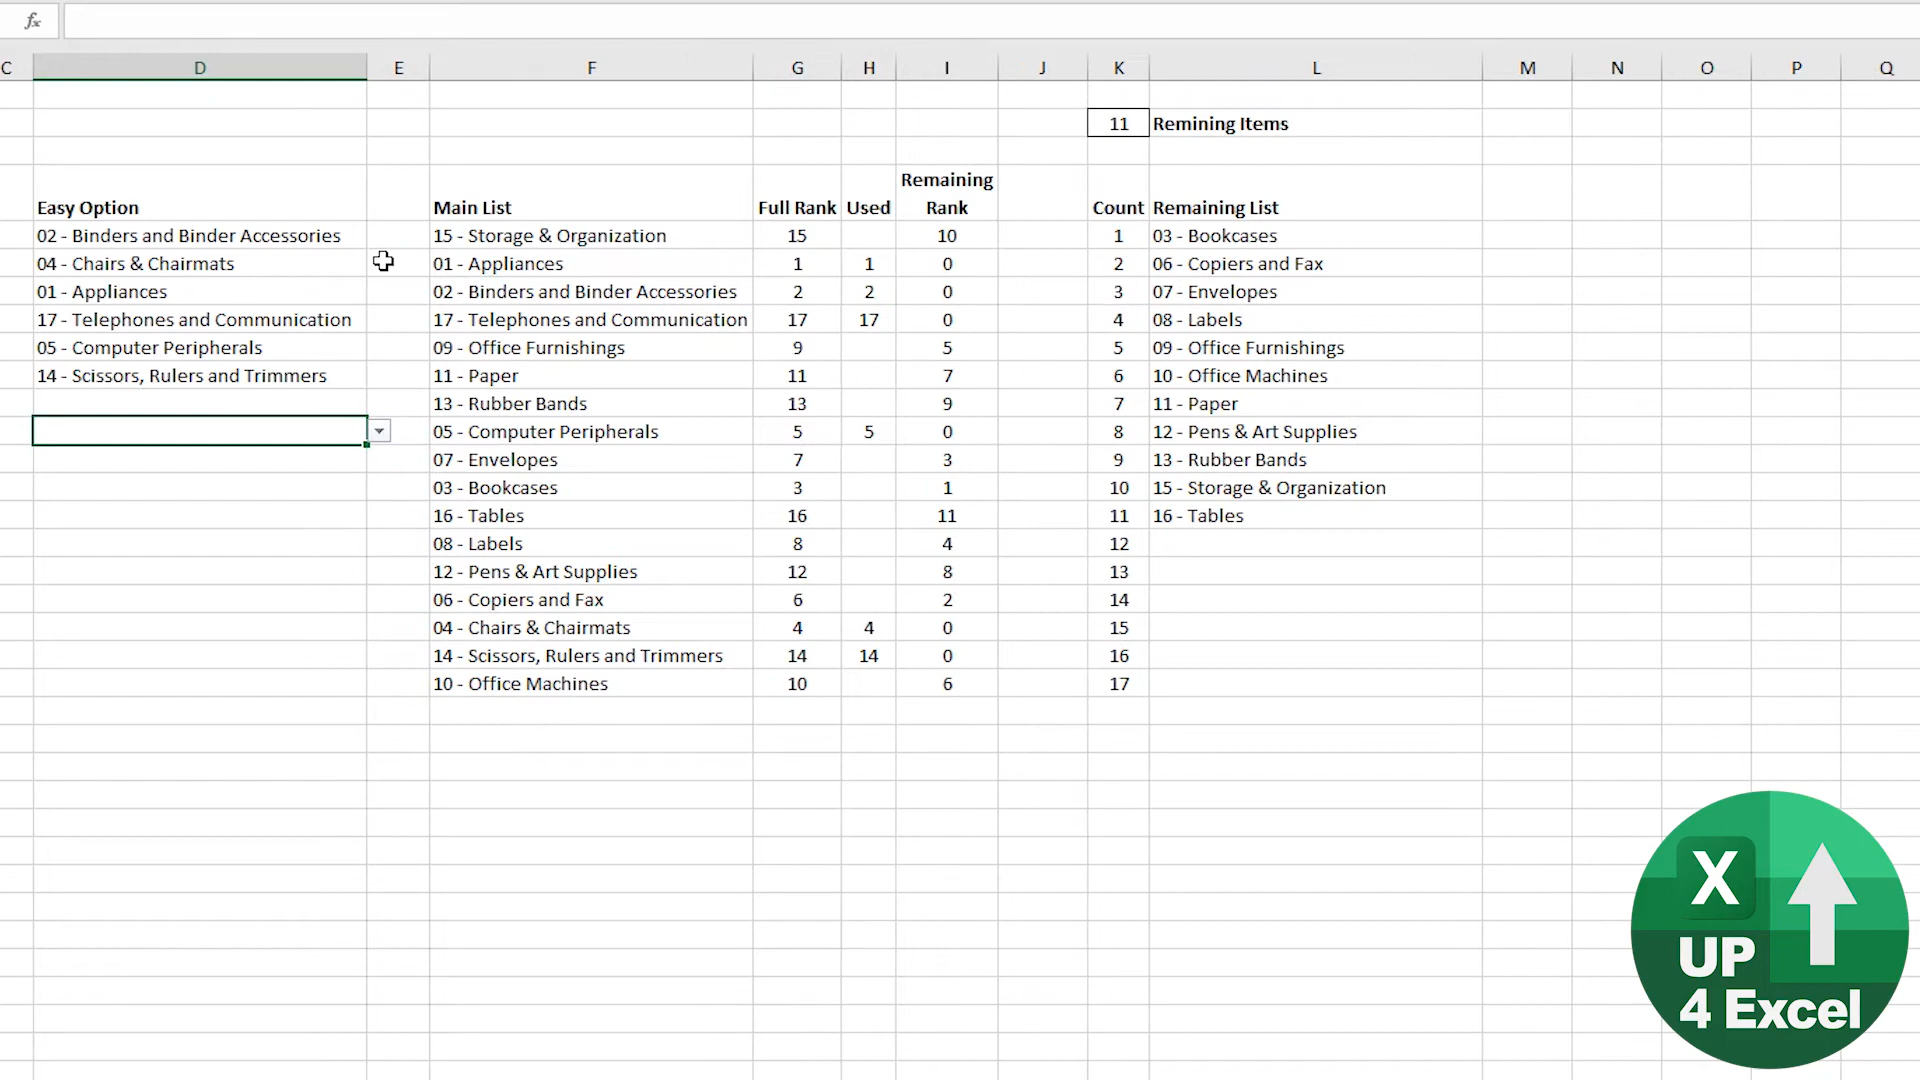 fx
C D E F G H I J K L M N O P Q
11 Remining Items
Remaining
Easy Option Main List Full Rank Used Rank Count Remaining List
02 - Binders and Binder Accessories 15 - Storage & Organization 15 10 1 03 - Bookcases
04 - Chairs & Chairmats 01 - Appliances 1 1 0 2 06 - Copiers and Fax
01 - Appliances 02 - Binders and Binder Accessories 2 2 0 3 07 - Envelopes
17 - Telephones and Communication 17 - Telephones and Communication 17 17 0 4 08 - Labels
05 - Computer Peripherals 09 - Office Furnishings 9 5 5 09 - Office Furnishings
14 - Scissors, Rulers and Trimmers 11 - Paper 11 7 6 10 - Office Machines
13 - Rubber Bands 13 9 7 11 - Paper
05 - Computer Peripherals 5 5 0 8 12 - Pens & Art Supplies
07 - Envelopes 7 3 9 13 - Rubber Bands
03 - Bookcases 3 1 10 15 - Storage & Organization
16 - Tables 16 11 11 16 - Tables
08 - Labels 8 4 12
12 - Pens & Art Supplies 12 8 13
06 - Copiers and Fax 6 2 14
04 - Chairs & Chairmats 4 4 0 15
14 - Scissors, Rulers and Trimmers 14 14 0 16
10 - Office Machines 10 6 17
X
UP
4 Excel